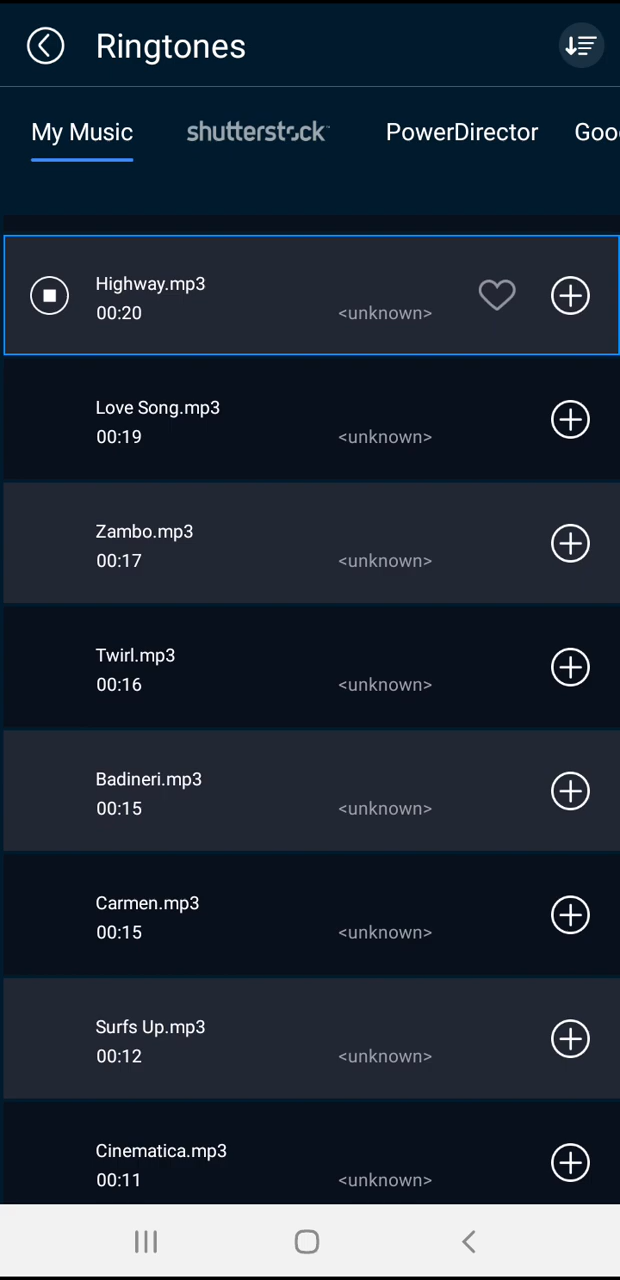 Ringtones
My Music
shutterstock
PowerDirector
Goo
Highway.mp3
00:20 <unknown>
Love Song.mp3
00:19 <unknown>
Zambo.mp3
00:17 <unknown>
Twirl.mp3
00:16 <unknown>
Badineri.mp3
00:15 <unknown>
Carmen.mp3
00:15 <unknown>
Surfs Up.mp3
00:12 <unknown>
Cinematica.mp3
00:11 <unknown>